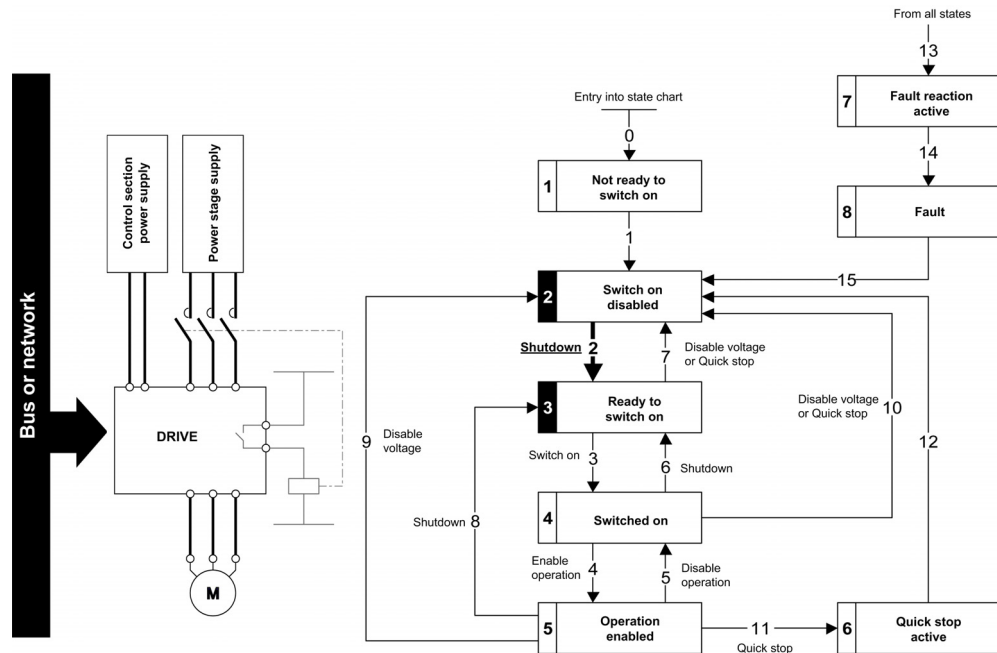 Bus or network
Control section
power supply
Power stage supply
DRIVE
M
From all states
13
7
Fault reaction
active
14
8
Fault
15
Entry into state chart
0
1
Not ready to
switch on
1
2
Switch on
disabled
Shutdown 2
7
Disable voltage
or Quick stop
3
Ready to
switch on
Switch on
3
6
Shutdown
4
Switched on
Enable
operation
4
5
Disable
operation
5
Operation
enabled
11
Quick stop
6
Quick stop
active
9
Disable
voltage
Shutdown 8
Disable voltage
or Quick stop
10
12